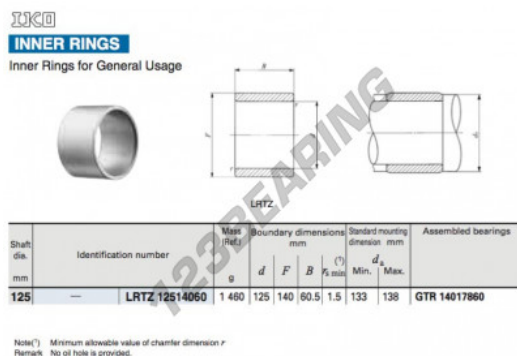 IKO
INNER RINGS
Inner Rings for General Usage
B
F
r
r
d
dₐ
LRTZ
123BEARING
Shaft dia. mm
Identification number
Mass (Ref.) g
Boundary dimensions mm
d F B rs min (1)
Standard mounting dimension mm
da Min. Max.
Assembled bearings
125 — LRTZ 12514060 1 460 125 140 60.5 1.5 133 138 GTR 14017860
Note(1) Minimum allowable value of chamfer dimension r
Remark No oil hole is provided.